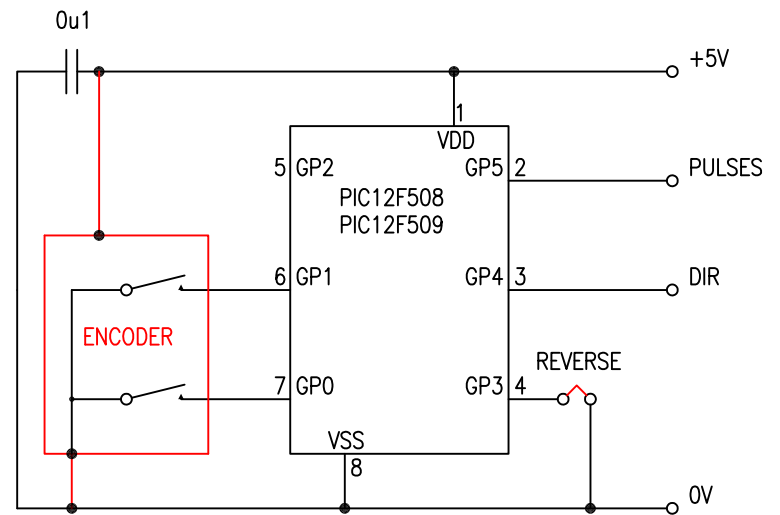 0u1
+5V
1
VDD
5 GP2
GP5 2
PULSES
PIC12F508
PIC12F509
6 GP1
GP4 3
DIR
ENCODER
REVERSE
7 GP0
GP3 4
VSS
8
0V